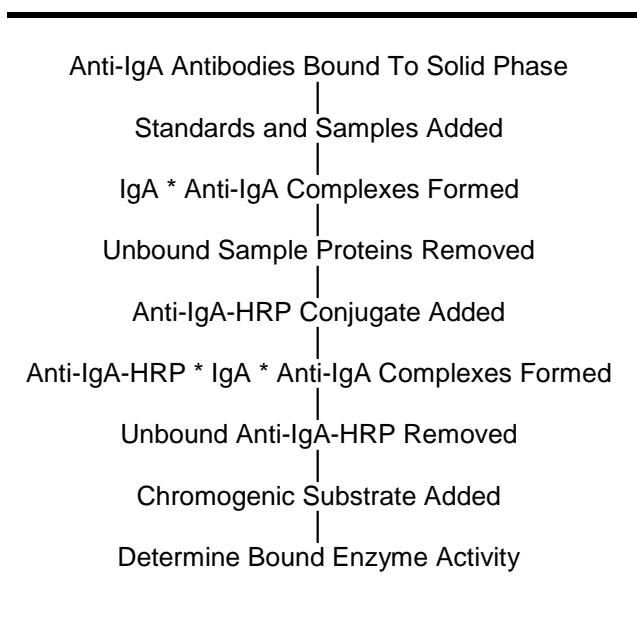 Anti-IgA Antibodies Bound To Solid Phase
Standards and Samples Added
IgA * Anti-IgA Complexes Formed
Unbound Sample Proteins Removed
Anti-IgA-HRP Conjugate Added
Anti-IgA-HRP * IgA * Anti-IgA Complexes Formed
Unbound Anti-IgA-HRP Removed
Chromogenic Substrate Added
Determine Bound Enzyme Activity